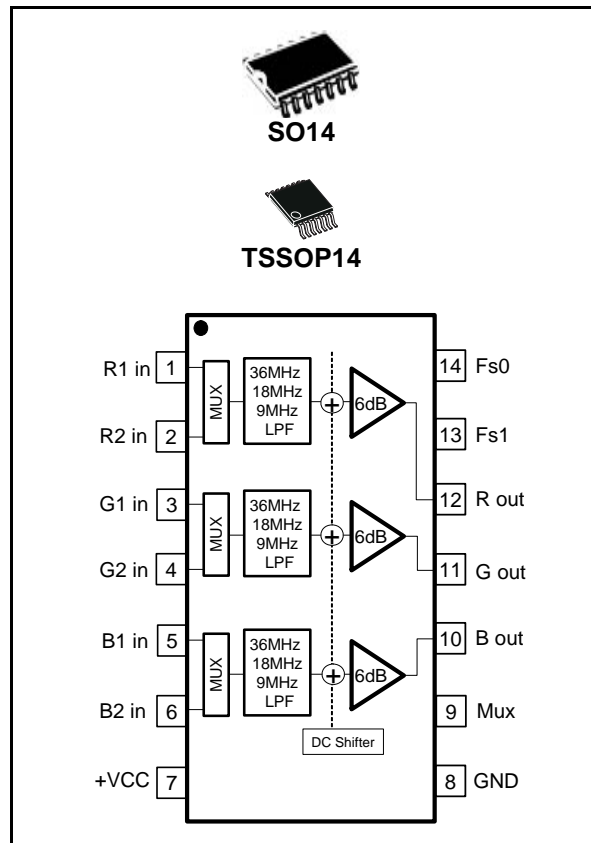 SO14
TSSOP14
R1 in 1
R2 in 2
MUX
36MHz
18MHz
9MHz
LPF
+
6dB
14 Fs0
13 Fs1
12 R out
G1 in 3
G2 in 4
MUX
36MHz
18MHz
9MHz
LPF
+
6dB
11 G out
B1 in 5
B2 in 6
MUX
36MHz
18MHz
9MHz
LPF
+
6dB
10 B out
9 Mux
DC Shifter
+VCC 7
8 GND